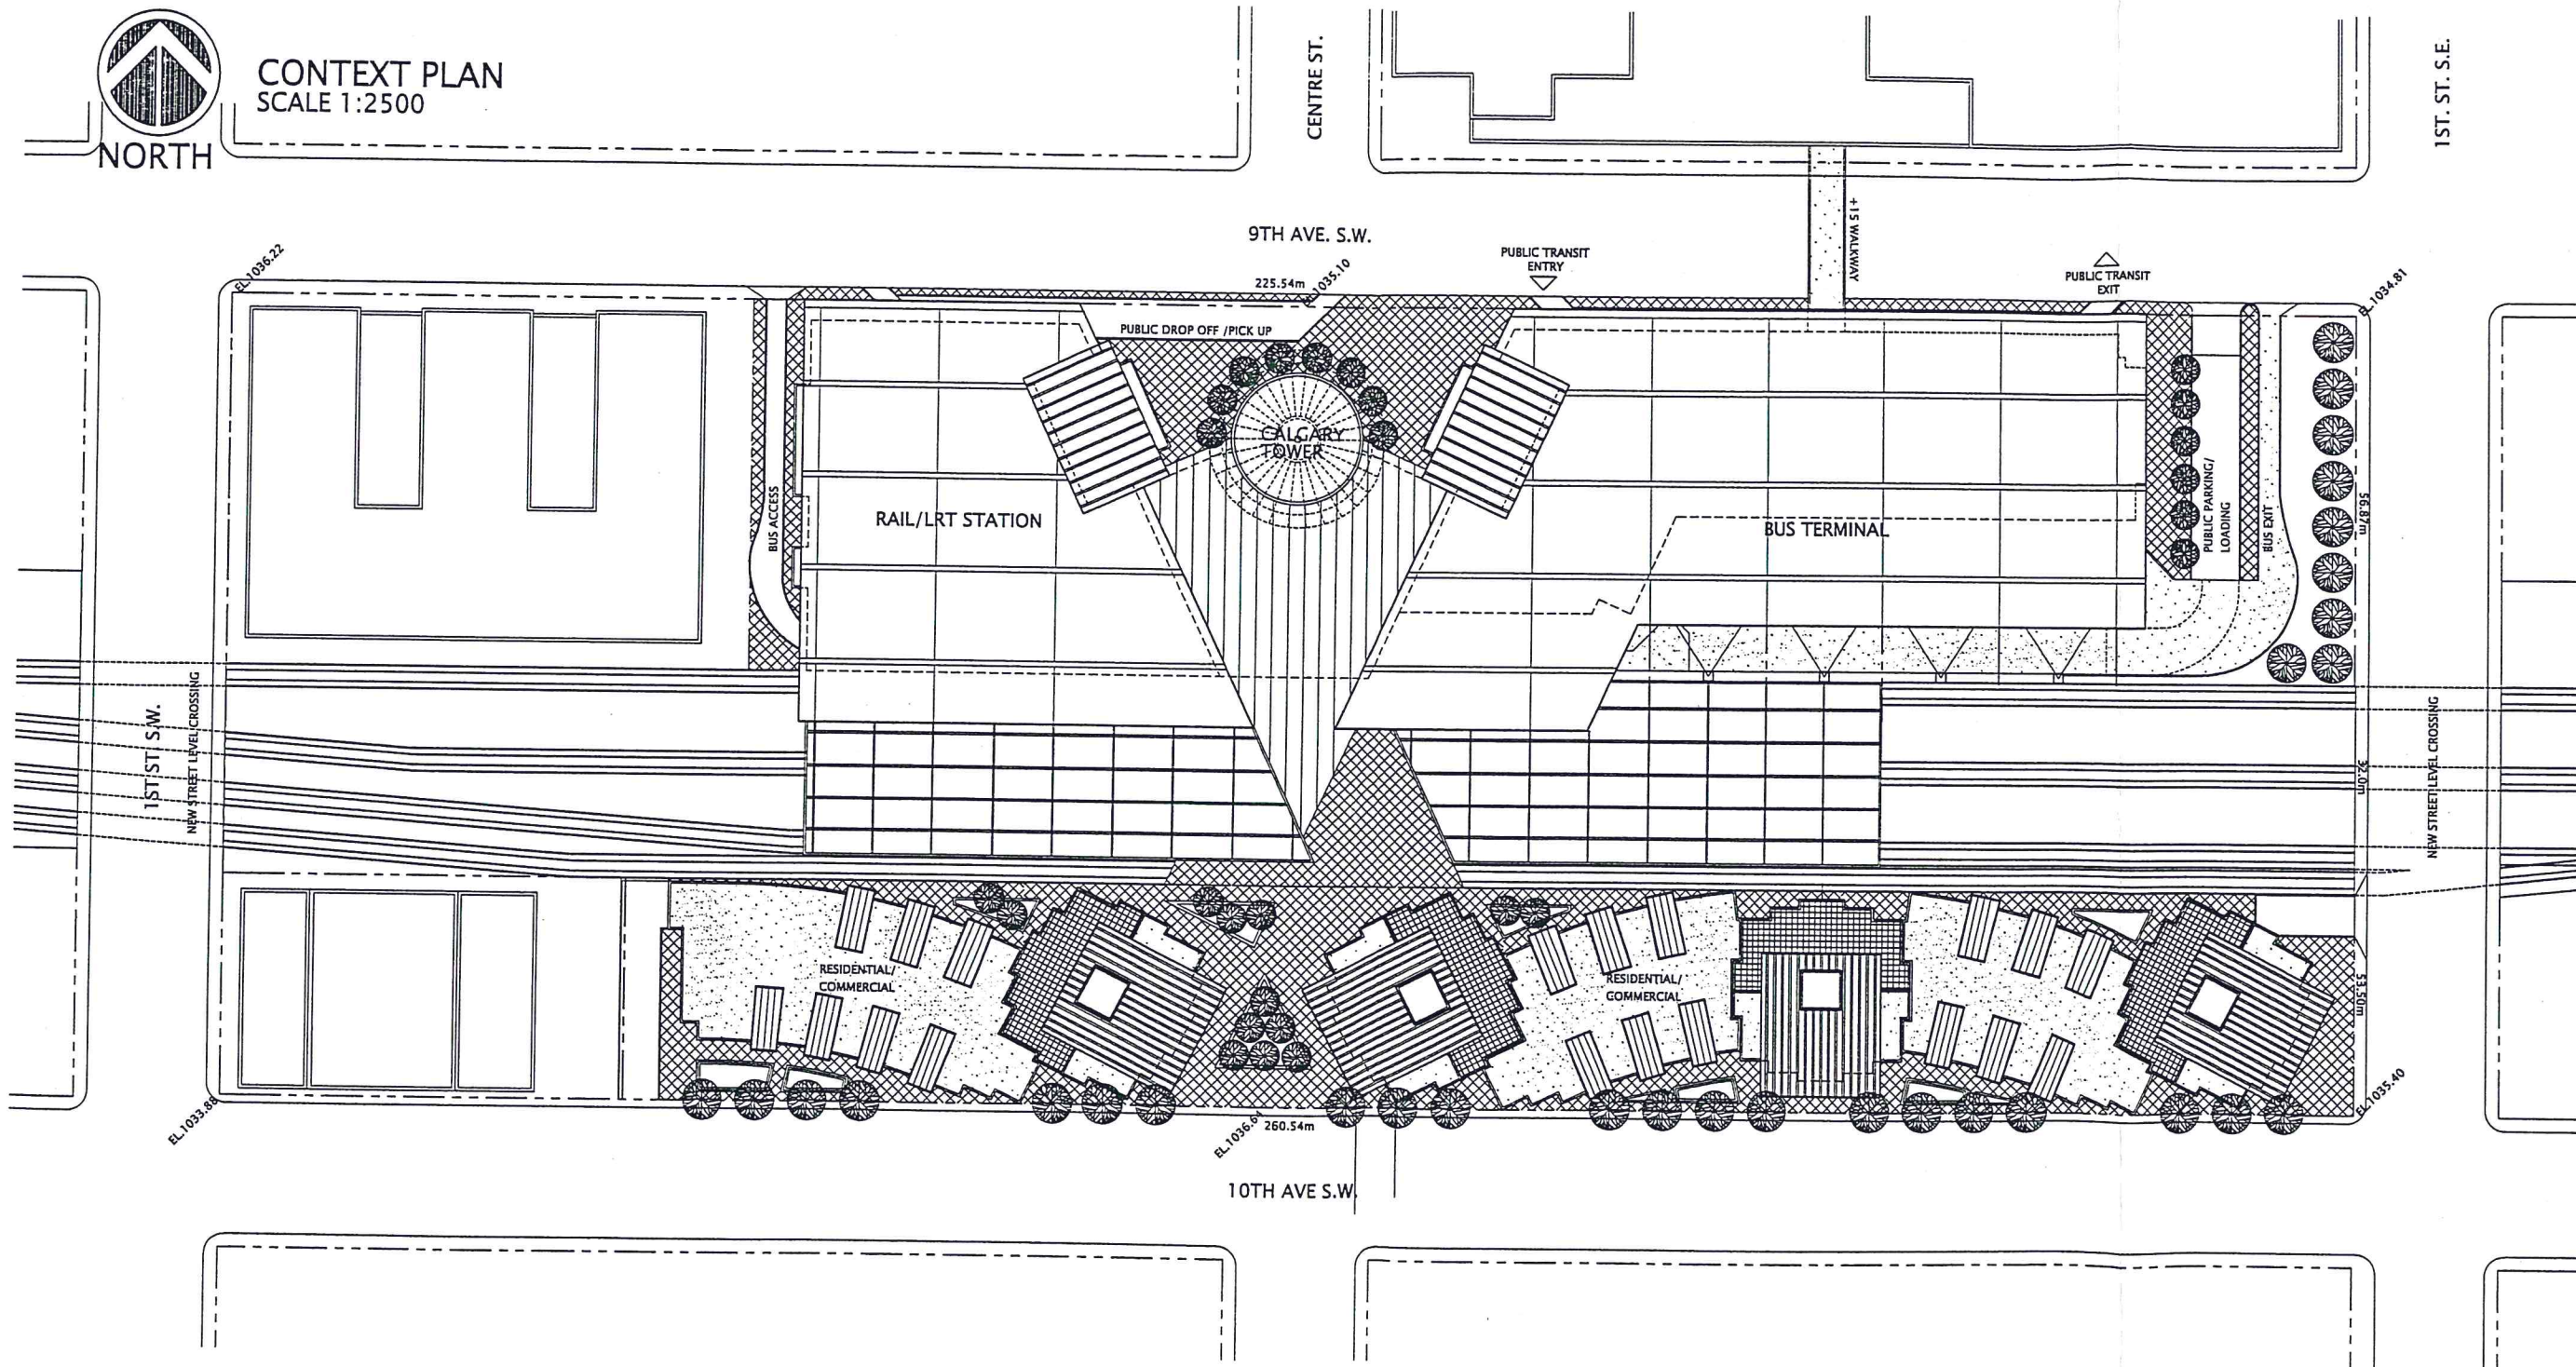 CONTEXT PLAN
SCALE 1:2500
NORTH
CENTRE ST.
1ST. ST. S.E.
9TH AVE. S.W.
+15 WALKWAY
PUBLIC TRANSIT
ENTRY
PUBLIC TRANSIT
EXIT
EL.1036.22
225.54m
EL.1035.10
EL.1034.81
PUBLIC DROP OFF /PICK UP
CALGARY
TOWER
BUS ACCESS
RAIL/LRT STATION
BUS TERMINAL
PUBLIC PARKING/
LOADING
BUS EXIT
56.87m
1ST ST. S.W.
NEW STREET LEVEL CROSSING
32.0m
NEW STREET LEVEL CROSSING
RESIDENTIAL/
COMMERCIAL
RESIDENTIAL/
COMMERCIAL
53.50m
EL.1033.88
EL.1036.61
260.54m
EL.1035.40
10TH AVE S.W.